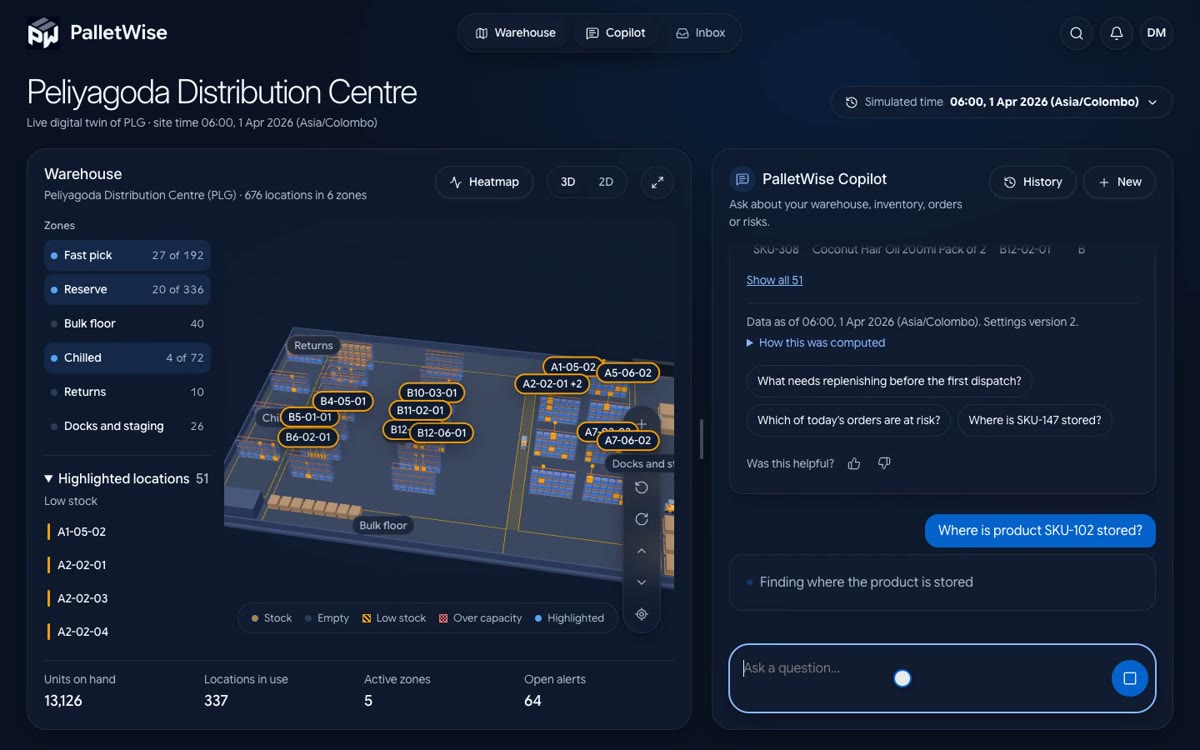 PalletWise
Warehouse
Copilot
Inbox
DM
Peliyagoda Distribution Centre
Live digital twin of PLG · site time 06:00, 1 Apr 2026 (Asia/Colombo)
Simulated time 06:00, 1 Apr 2026 (Asia/Colombo)
Warehouse
Peliyagoda Distribution Centre (PLG) · 676 locations in 6 zones
Heatmap
3D
2D
Zones
Fast pick 27 of 192
Reserve 20 of 336
Bulk floor 40
Chilled 4 of 72
Returns 10
Docks and staging 26
Highlighted locations 51
Low stock
A1-05-02
A2-02-01
A2-02-03
A2-02-04
Returns
A1-05-02
A5-06-02
A2-02-01 +2
B10-03-01
B4-05-01
B11-02-01
B5-01-01
B12-06-01
B6-02-01
A7-06-02
Docks and st
Bulk floor
Stock
Empty
Low stock
Over capacity
Highlighted
Units on hand
13,126
Locations in use
337
Active zones
5
Open alerts
64
PalletWise Copilot
History
New
Ask about your warehouse, inventory, orders
or risks.
SKU-308 Coconut Hair Oil 200ml Pack of 2 B12-02-01 B
Show all 51
Data as of 06:00, 1 Apr 2026 (Asia/Colombo). Settings version 2.
How this was computed
What needs replenishing before the first dispatch?
Which of today's orders are at risk?
Where is SKU-147 stored?
Was this helpful?
Where is product SKU-102 stored?
Finding where the product is stored
Ask a question...